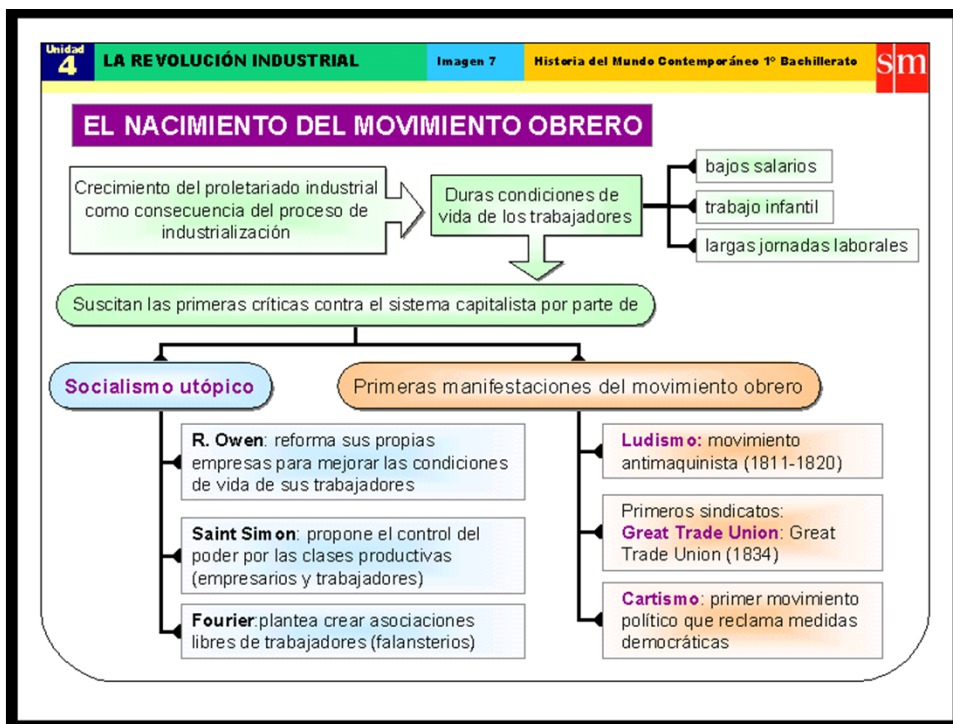 Unidad
4
LA REVOLUCIÓN INDUSTRIAL
Imagen 7
Historia del Mundo Contemporáneo 1º Bachillerato
sm
EL NACIMIENTO DEL MOVIMIENTO OBRERO
Crecimiento del proletariado industrial
como consecuencia del proceso de
industrialización
Duras condiciones de
vida de los trabajadores
bajos salarios
trabajo infantil
largas jornadas laborales
Suscitan las primeras críticas contra el sistema capitalista por parte de
Socialismo utópico
R. Owen: reforma sus propias
empresas para mejorar las condiciones
de vida de sus trabajadores
Saint Simon: propone el control del
poder por las clases productivas
(empresarios y trabajadores)
Fourier:plantea crear asociaciones
libres de trabajadores (falansterios)
Primeras manifestaciones del movimiento obrero
Ludismo: movimiento
antimaquinista (1811-1820)
Primeros sindicatos:
Great Trade Union: Great
Trade Union (1834)
Cartismo: primer movimiento
político que reclama medidas
democráticas